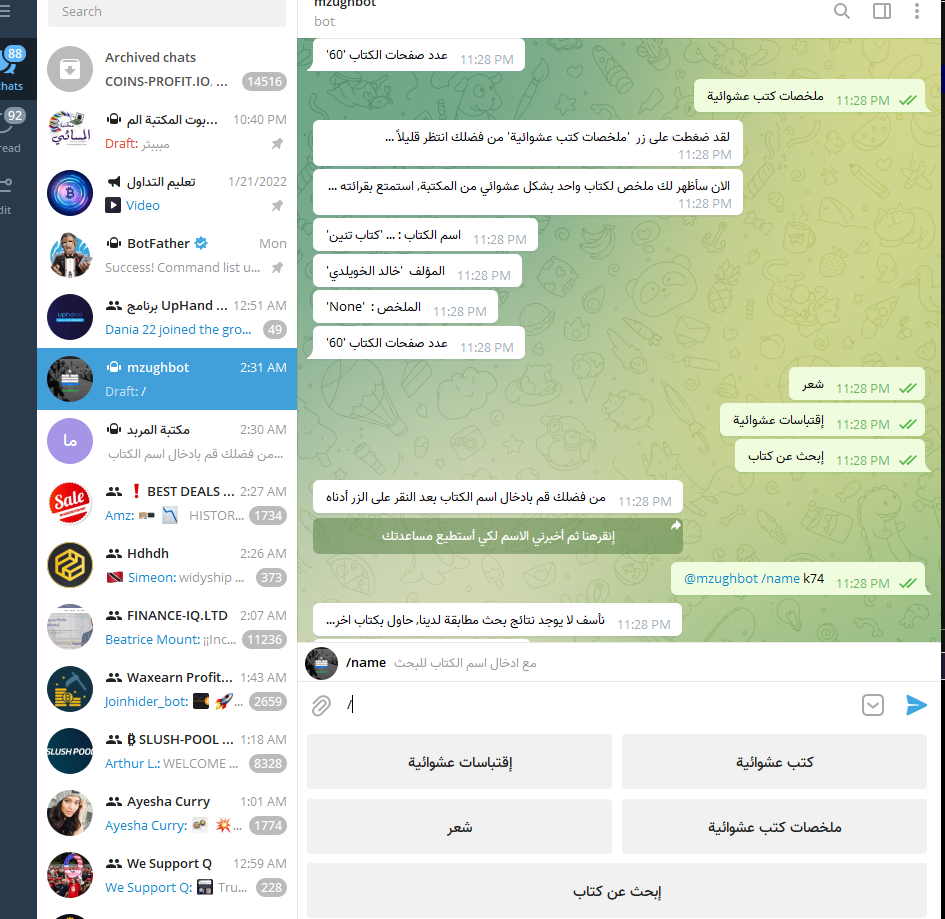 88
chats
92
read
dit
Search
Archived chats
COINS-PROFIT.IO, ... 14516
بوت المكتبة الم... 10:40 PM
Draft: مبببثر
تعليم التداول 1/21/2022
Video
BotFather Mon
Success! Command list u...
برنامج UpHand ... 12:51 AM
Dania 22 joined the gro... 49
mzughbot 2:31 AM
Draft: /
ما
مكتبة المربد 2:30 AM
من فضلك قم بادخال اسم الكتاب...
❗ BEST DEALS ... 2:27 AM
Amz: HISTOR... 1734
Hdhdh 2:26 AM
Simeon: widyship ... 373
FINANCE-IQ.LTD 2:07 AM
Beatrice Mount: ¡¡Inc... 11236
Waxearn Profit... 1:43 AM
Joinhider_bot: 🚀... 2659
SLUSH POOL
₿ SLUSH-POOL ... 1:18 AM
Arthur L.: WELCOME ... 8328
Ayesha Curry 1:01 AM
Ayesha Curry: 💥... 1774
We Support Q 12:59 AM
We Support Q: Tru... 228
mzughbot
bot
عدد صفحات الكتاب '60' 11:28 PM
ملخصات كتب عشوائية 11:28 PM
لقد ضغطت على زر 'ملخصات كتب عشوائية' من فضلك انتظر قليلاً ...
11:28 PM
الان سأظهر لك ملخص لكتاب واحد بشكل عشوائي من المكتبة, استمتع بقرائته ...
11:28 PM
اسم الكتاب : ... 'كتاب تنين' 11:28 PM
المؤلف 'خالد الخويلدي' 11:28 PM
الملخص : 'None' 11:28 PM
عدد صفحات الكتاب '60' 11:28 PM
شعر 11:28 PM
إقتباسات عشوائية 11:28 PM
إبحث عن كتاب 11:28 PM
من فضلك قم بادخال اسم الكتاب بعد النقر على الزر أدناه 11:28 PM
إنقرهنا ثم أخبرني الاسم لكي أستطيع مساعدتك
@mzughbot /name k74 11:28 PM
نأسف لا يوجد نتائج بحث مطابقة لدينا, حاول بكتاب اخر... 11:28 PM
/name مع ادخال اسم الكتاب للبحث
/
إقتباسات عشوائية
كتب عشوائية
شعر
ملخصات كتب عشوائية
إبحث عن كتاب